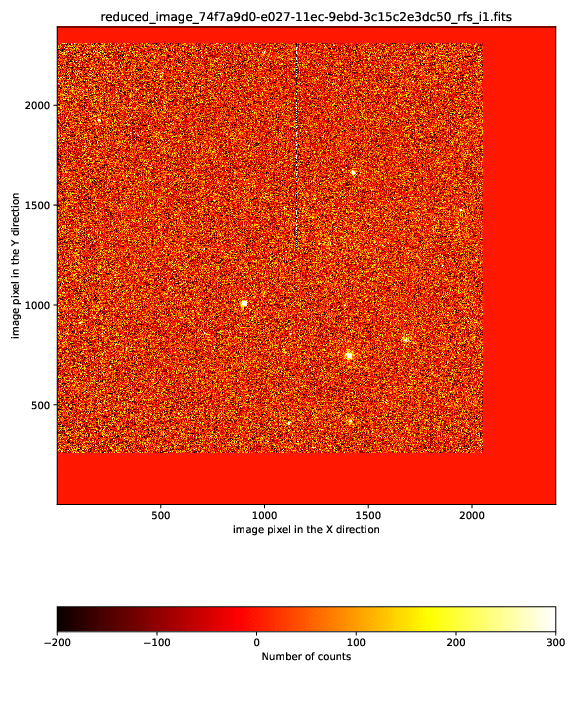 reduced_image_74f7a9d0-e027-11ec-9ebd-3c15c2e3dc50_rfs_i1.fits
2000
1500
1000
500
image pixel in the Y direction
500 1000 1500 2000
image pixel in the X direction
−200 −100 0 100 200 300
Number of counts